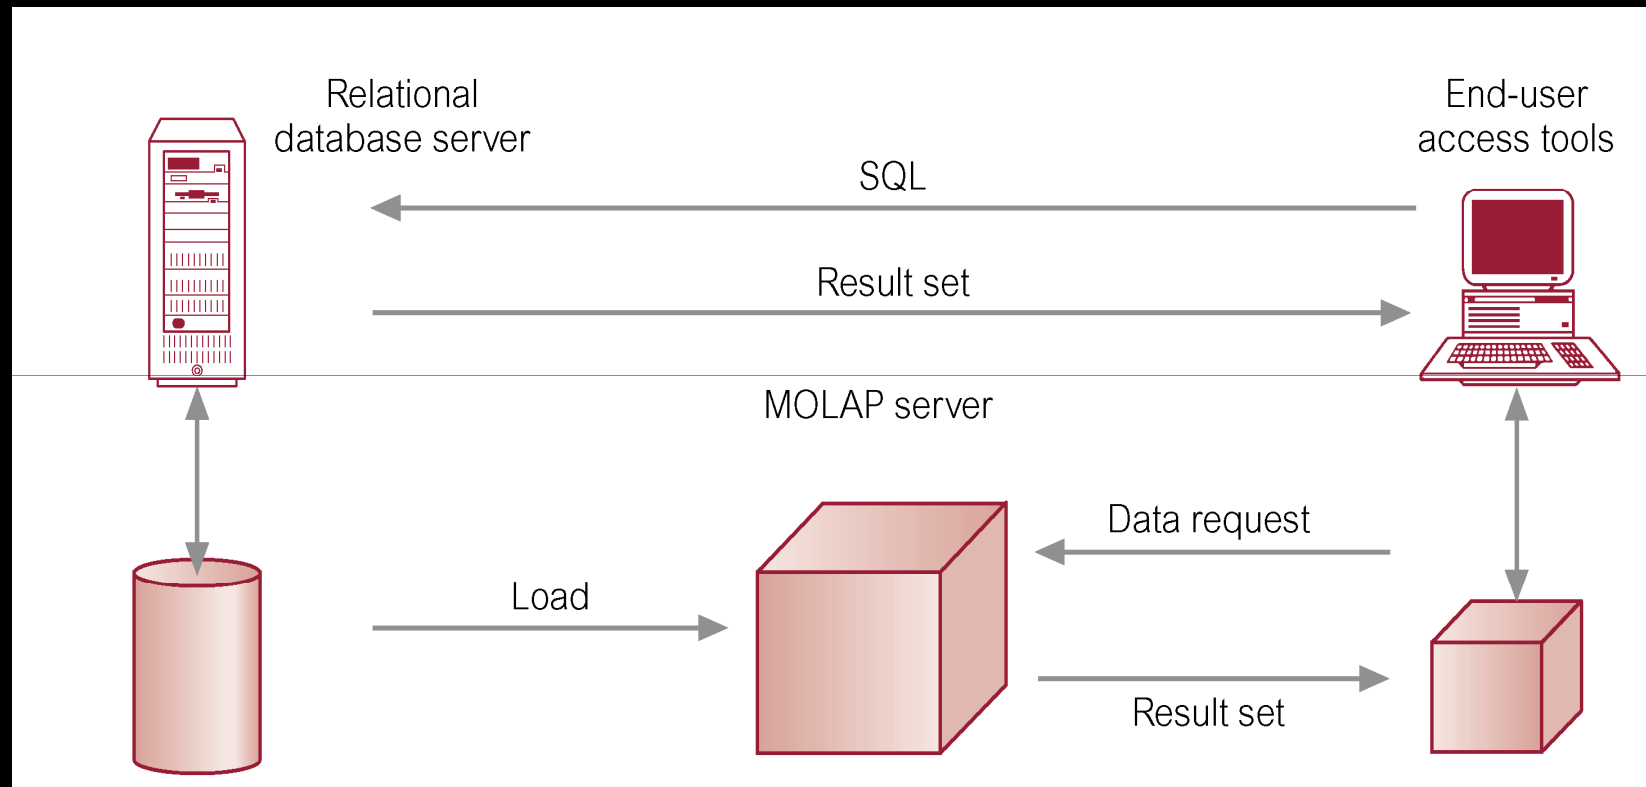 Relational
database server
End-user
access tools
SQL
Result set
MOLAP server
Data request
Load
Result set